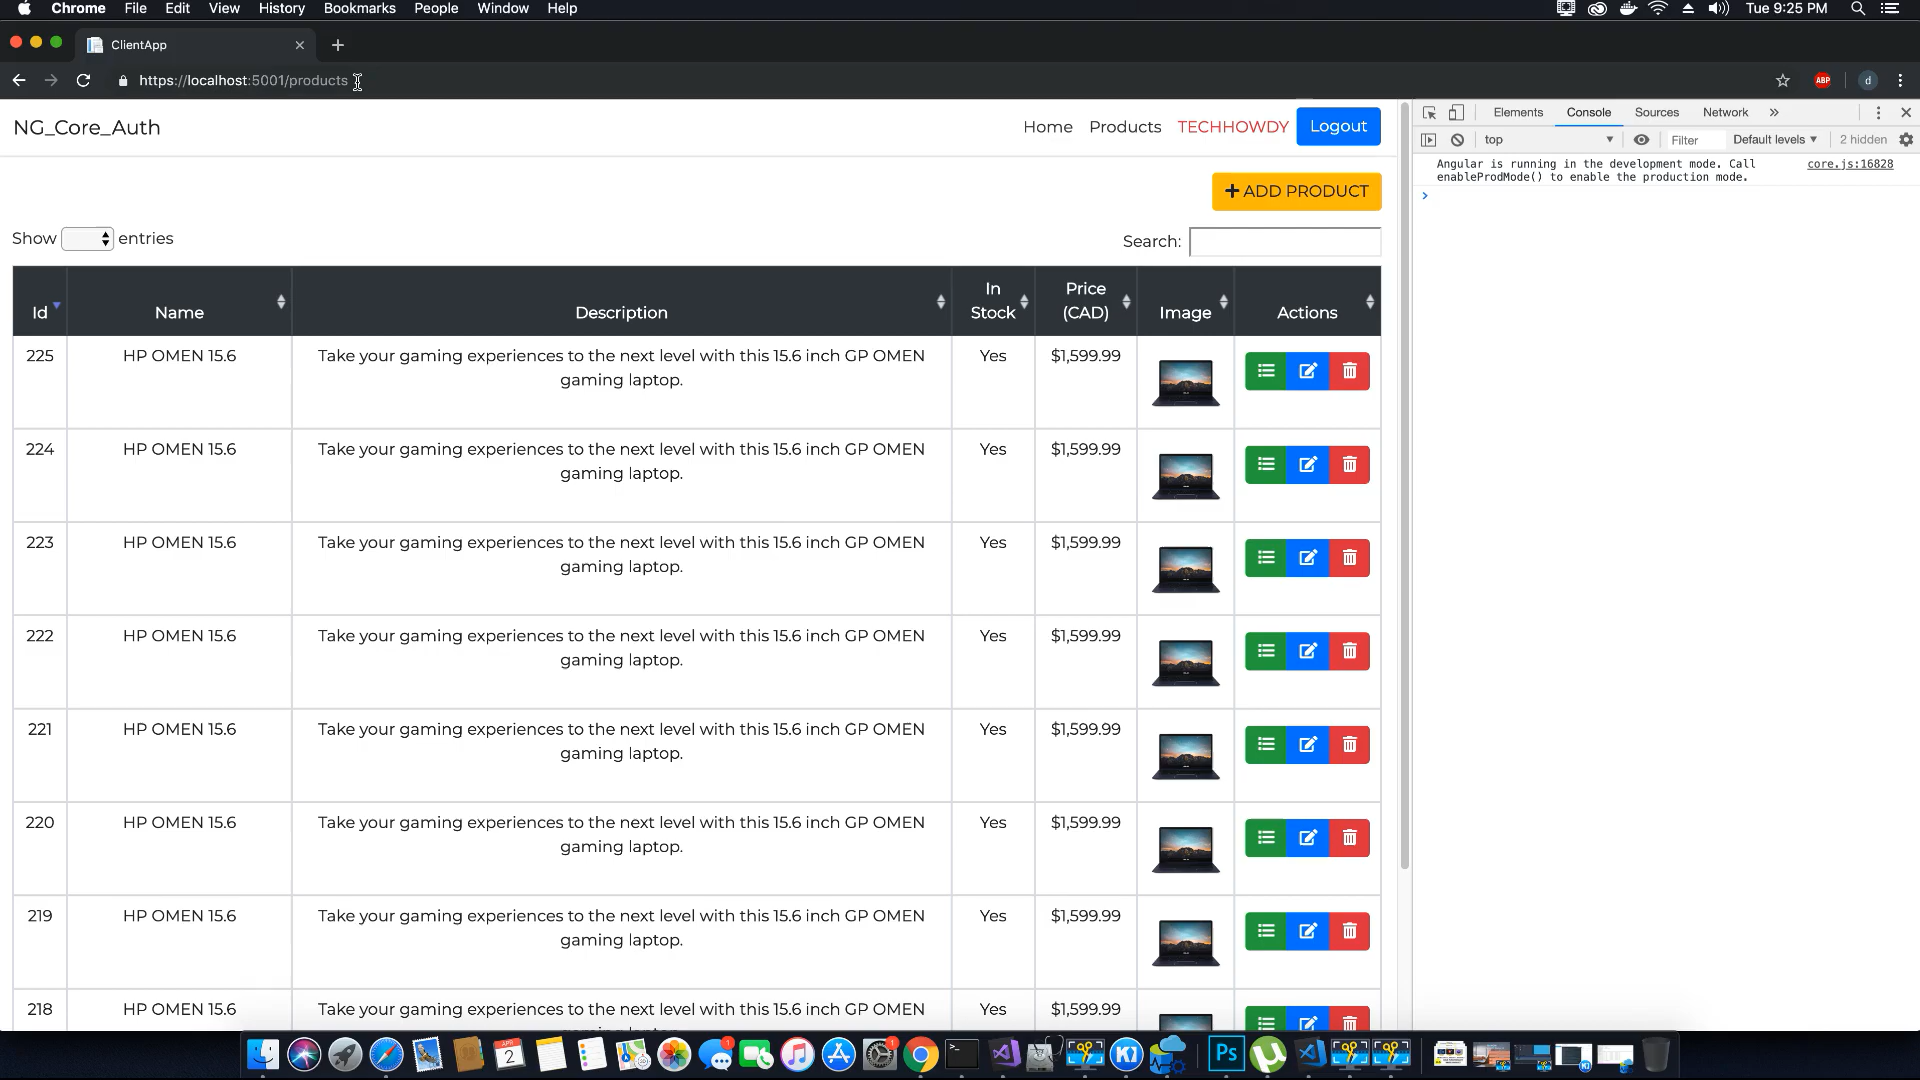 Chrome File Edit View History Bookmarks People Window Help Tue 9:25 PM
ClientApp
https://localhost:5001/products ABP d
NG_Core_Auth Home Products TECHHOWDY Logout
Elements Console Sources Network
top Filter Default levels 2 hidden
Angular is running in the development mode. Call core.js:16828
enableProdMode() to enable the production mode.
ADD PRODUCT
Show entries Search:
Id Name Description In Stock Price (CAD) Image Actions
225 HP OMEN 15.6 Take your gaming experiences to the next level with this 15.6 inch GP OMEN Yes $1,599.99
gaming laptop.
224 HP OMEN 15.6 Take your gaming experiences to the next level with this 15.6 inch GP OMEN Yes $1,599.99
gaming laptop.
223 HP OMEN 15.6 Take your gaming experiences to the next level with this 15.6 inch GP OMEN Yes $1,599.99
gaming laptop.
222 HP OMEN 15.6 Take your gaming experiences to the next level with this 15.6 inch GP OMEN Yes $1,599.99
gaming laptop.
221 HP OMEN 15.6 Take your gaming experiences to the next level with this 15.6 inch GP OMEN Yes $1,599.99
gaming laptop.
220 HP OMEN 15.6 Take your gaming experiences to the next level with this 15.6 inch GP OMEN Yes $1,599.99
gaming laptop.
219 HP OMEN 15.6 Take your gaming experiences to the next level with this 15.6 inch GP OMEN Yes $1,599.99
gaming laptop.
218 HP OMEN 15.6 Take your gaming experiences to the next level with this 15.6 inch GP OMEN Yes $1,599.99
gaming laptop.
APR 2 1 1 Ps